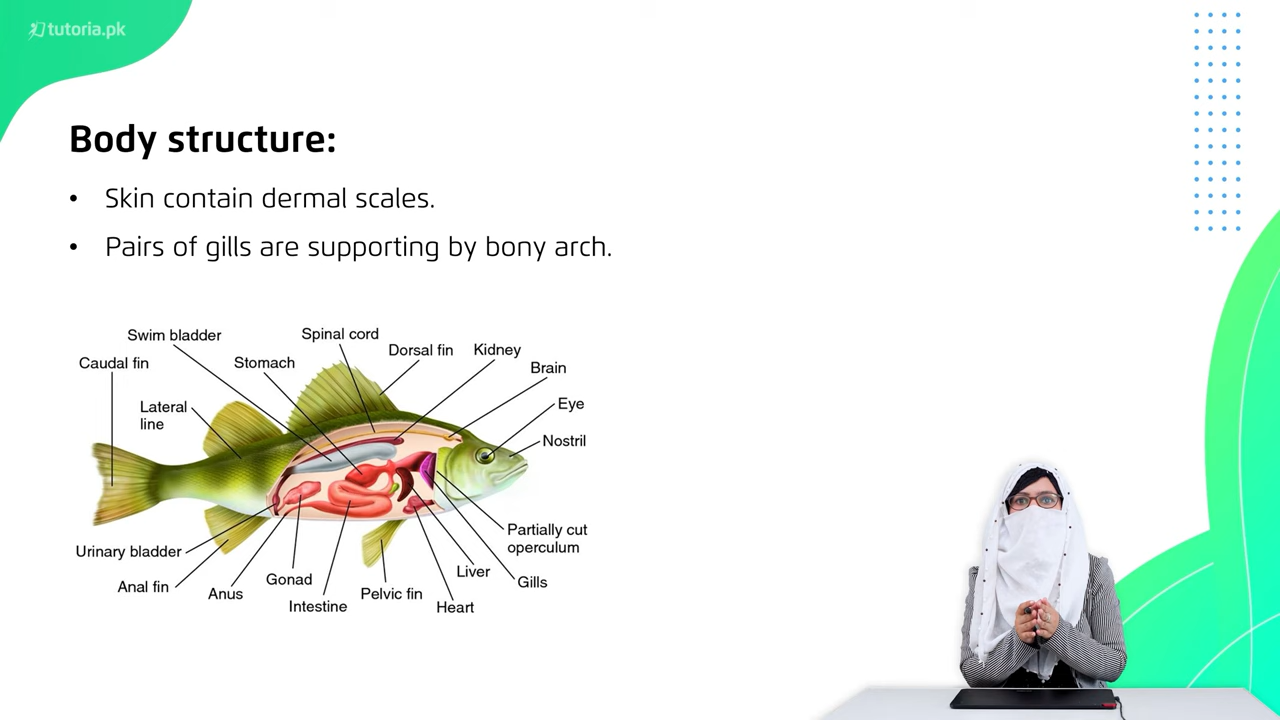 tutoria.pk
Body structure:
• Skin contain dermal scales.
• Pairs of gills are supporting by bony arch.
Swim bladder
Spinal cord
Caudal fin
Stomach
Dorsal fin
Kidney
Brain
Lateral
line
Eye
Nostril
Partially cut
operculum
Urinary bladder
Anal fin
Anus
Gonad
Intestine
Pelvic fin
Heart
Liver
Gills